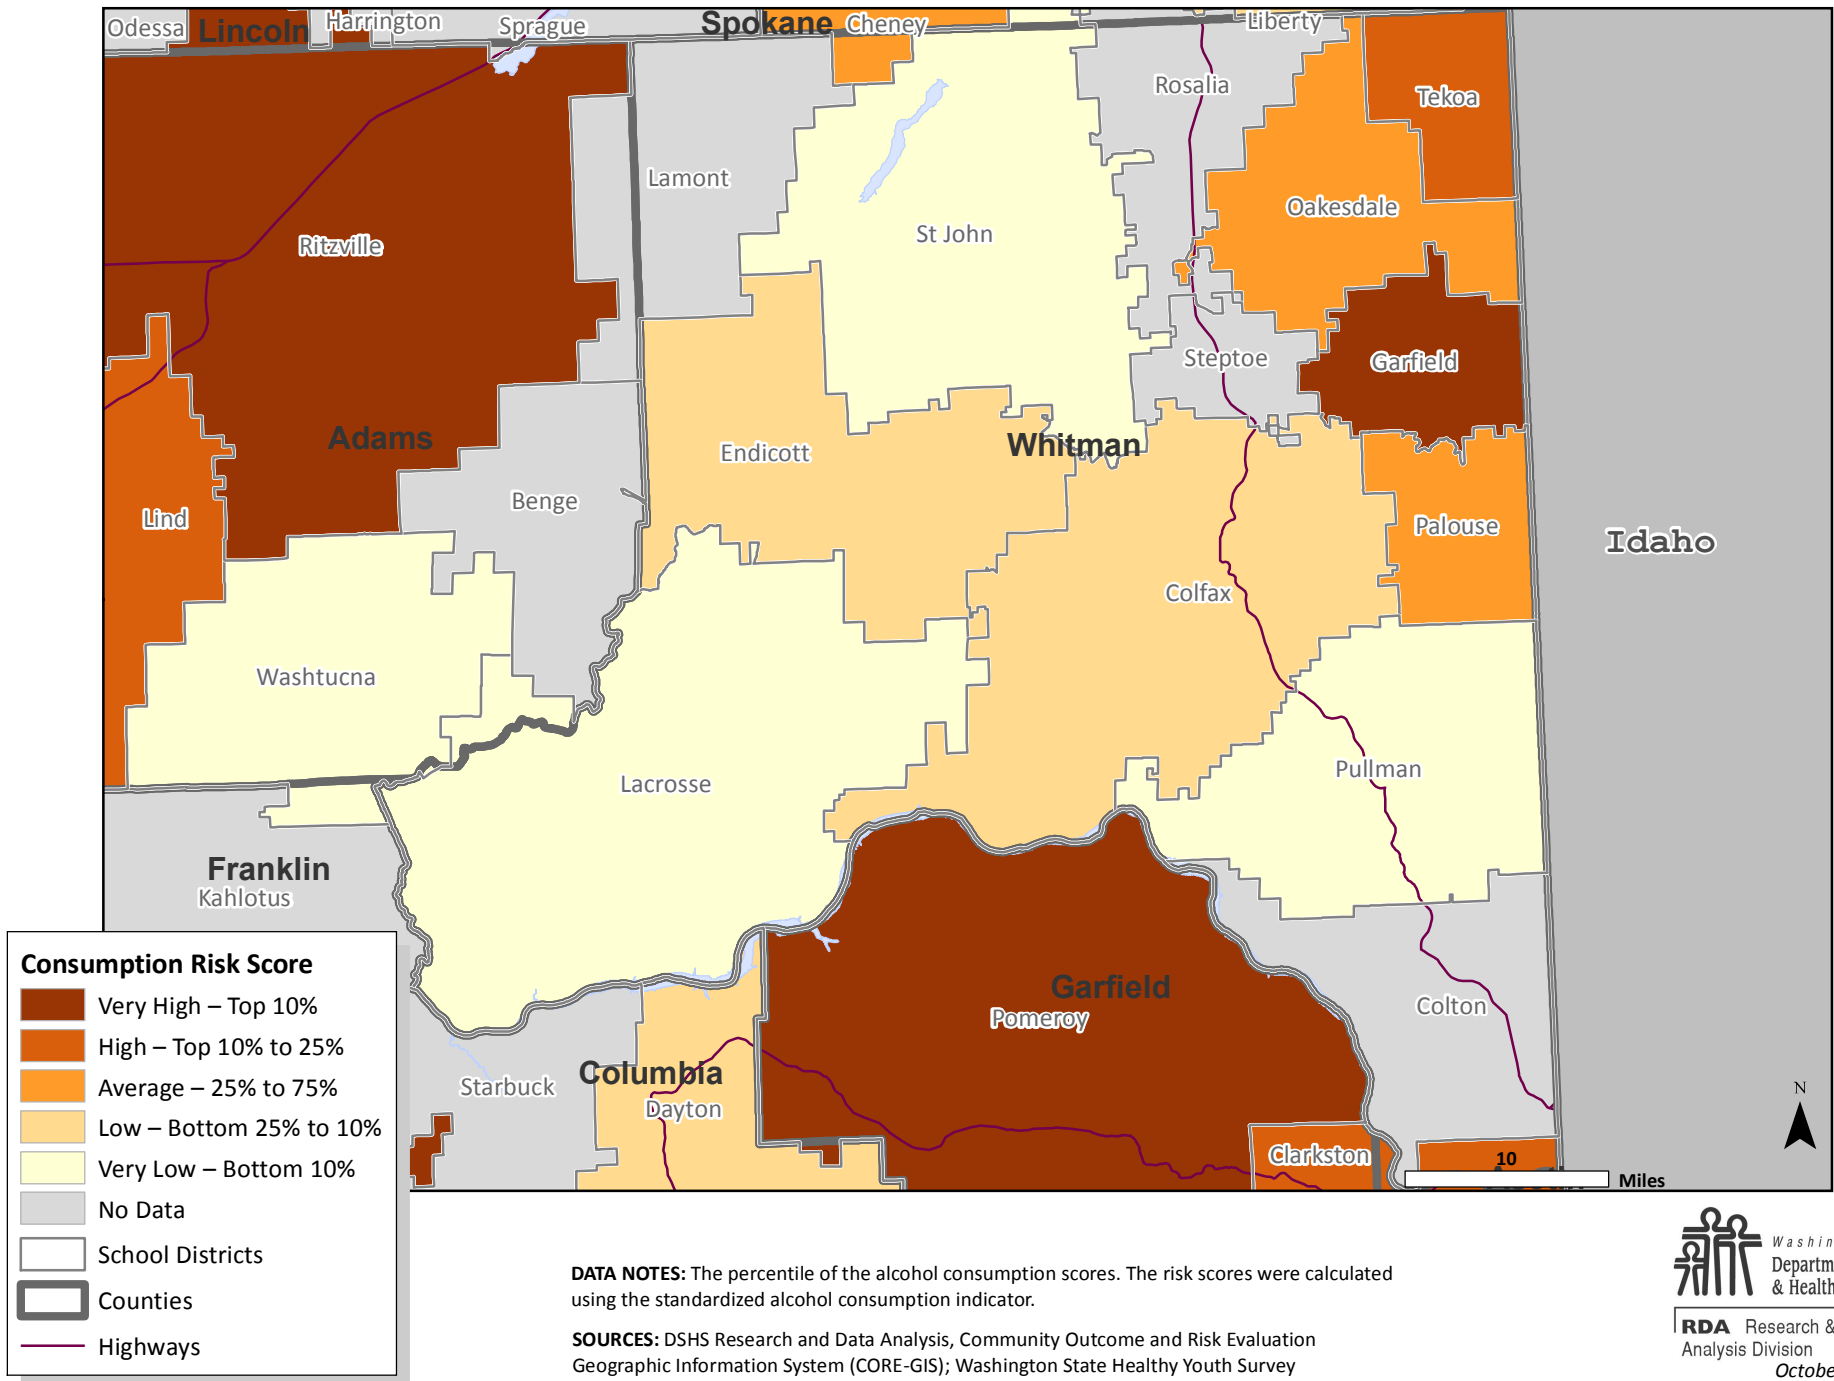 Odessa
Lincoln
Harrington
Sprague
Spokane
Cheney
Liberty
Rosalia
Tekoa
Lamont
Oakesdale
St John
Ritzville
Steptoe
Garfield
Adams
Endicott
Whitman
Benge
Lind
Palouse
Idaho
Colfax
Washtucna
Lacrosse
Pullman
Franklin
Kahlotus
Garfield
Pomeroy
Colton
Columbia
Starbuck
Dayton
Clarkston
N
10
Miles
Consumption Risk Score
Very High – Top 10%
High – Top 10% to 25%
Average – 25% to 75%
Low – Bottom 25% to 10%
Very Low – Bottom 10%
No Data
School Districts
Counties
Highways
DATA NOTES: The percentile of the alcohol consumption scores. The risk scores were calculated
using the standardized alcohol consumption indicator.
SOURCES: DSHS Research and Data Analysis, Community Outcome and Risk Evaluation
Geographic Information System (CORE-GIS); Washington State Healthy Youth Survey
Washin
Departm
& Health
RDA Research &
Analysis Division
Octobe